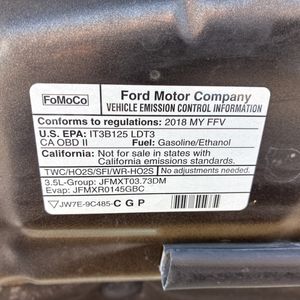 FoMoCo
Ford Motor Company
VEHICLE EMISSION CONTROL INFORMATION
Conforms to regulations: 2018 MY FFV
U.S. EPA: IT3B125 LDT3
CA OBD II Fuel: Gasoline/Ethanol
California: Not for sale in states with
California emissions standards.
TWC/HO2S/SFI/WR-HO2S No adjustments needed.
3.5L-Group: JFMXT03.73DM
Evap: JFMXR0145GBC
JW7E-9C485-CGP